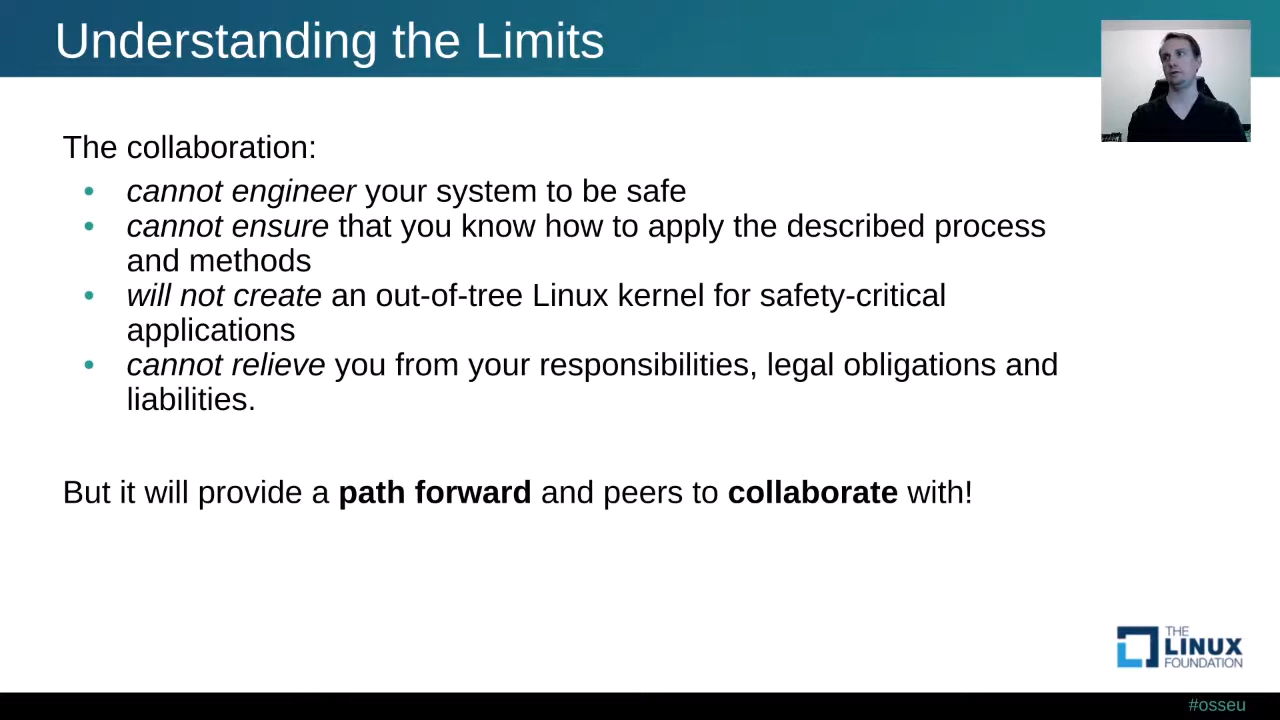 Understanding the Limits
The collaboration:
• cannot engineer your system to be safe
• cannot ensure that you know how to apply the described process
and methods
• will not create an out-of-tree Linux kernel for safety-critical
applications
• cannot relieve you from your responsibilities, legal obligations and
liabilities.
But it will provide a path forward and peers to collaborate with!
THE
LINUX
FOUNDATION
#osseu